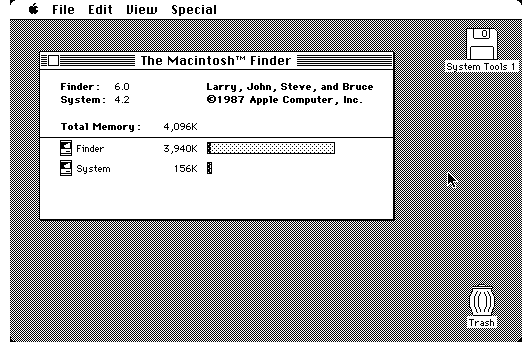 File Edit View Special
The Macintosh™ Finder
Finder: 6.0 Larry, John, Steve, and Bruce
System: 4.2 ©1987 Apple Computer, Inc.
Total Memory: 4,096K
Finder 3,940K
System 156K
0
System Tools 1
Trash